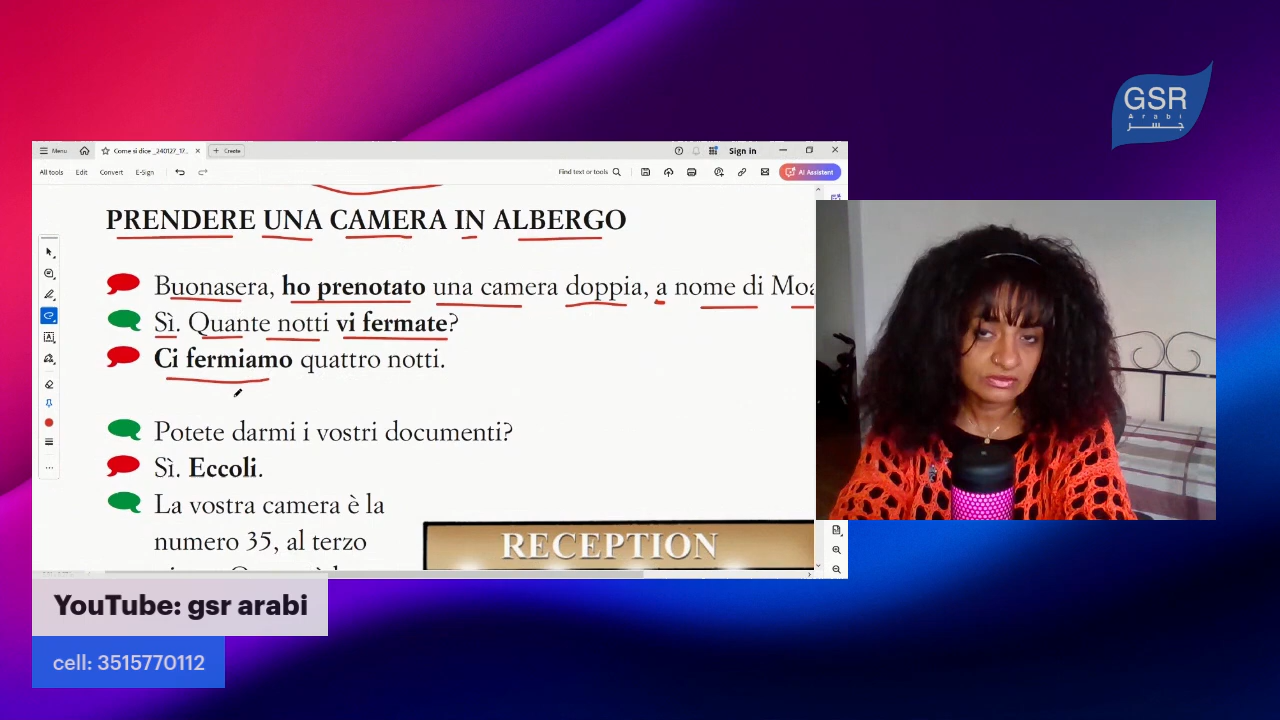 GSR
Arabi
جسر
Menu
Come si dice _240127_17...
Create
Sign in
All tools
Edit
Convert
E-Sign
Find text or tools
AI Assistant
PRENDERE UNA CAMERA IN ALBERGO
Buonasera, ho prenotato una camera doppia, a nome di Moa
Sì. Quante notti vi fermate?
Ci fermiamo quattro notti.
Potete darmi i vostri documenti?
Sì. Eccoli.
La vostra camera è la
numero 35, al terzo
RECEPTION
YouTube: gsr arabi
cell: 3515770112